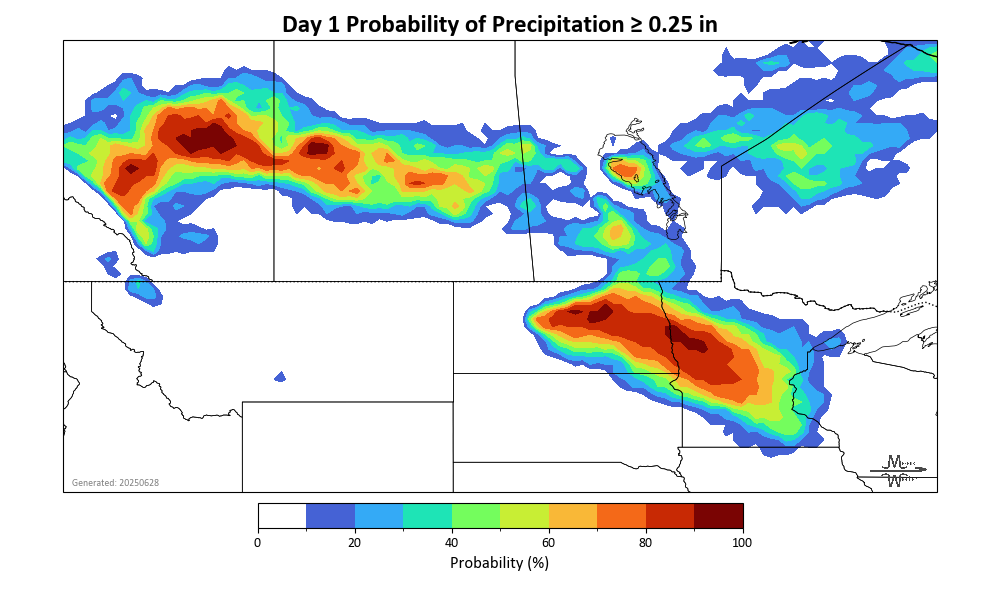 Day 1 Probability of Precipitation ≥ 0.25 in
Generated: 20250628
0 20 40 60 80 100
Probability (%)